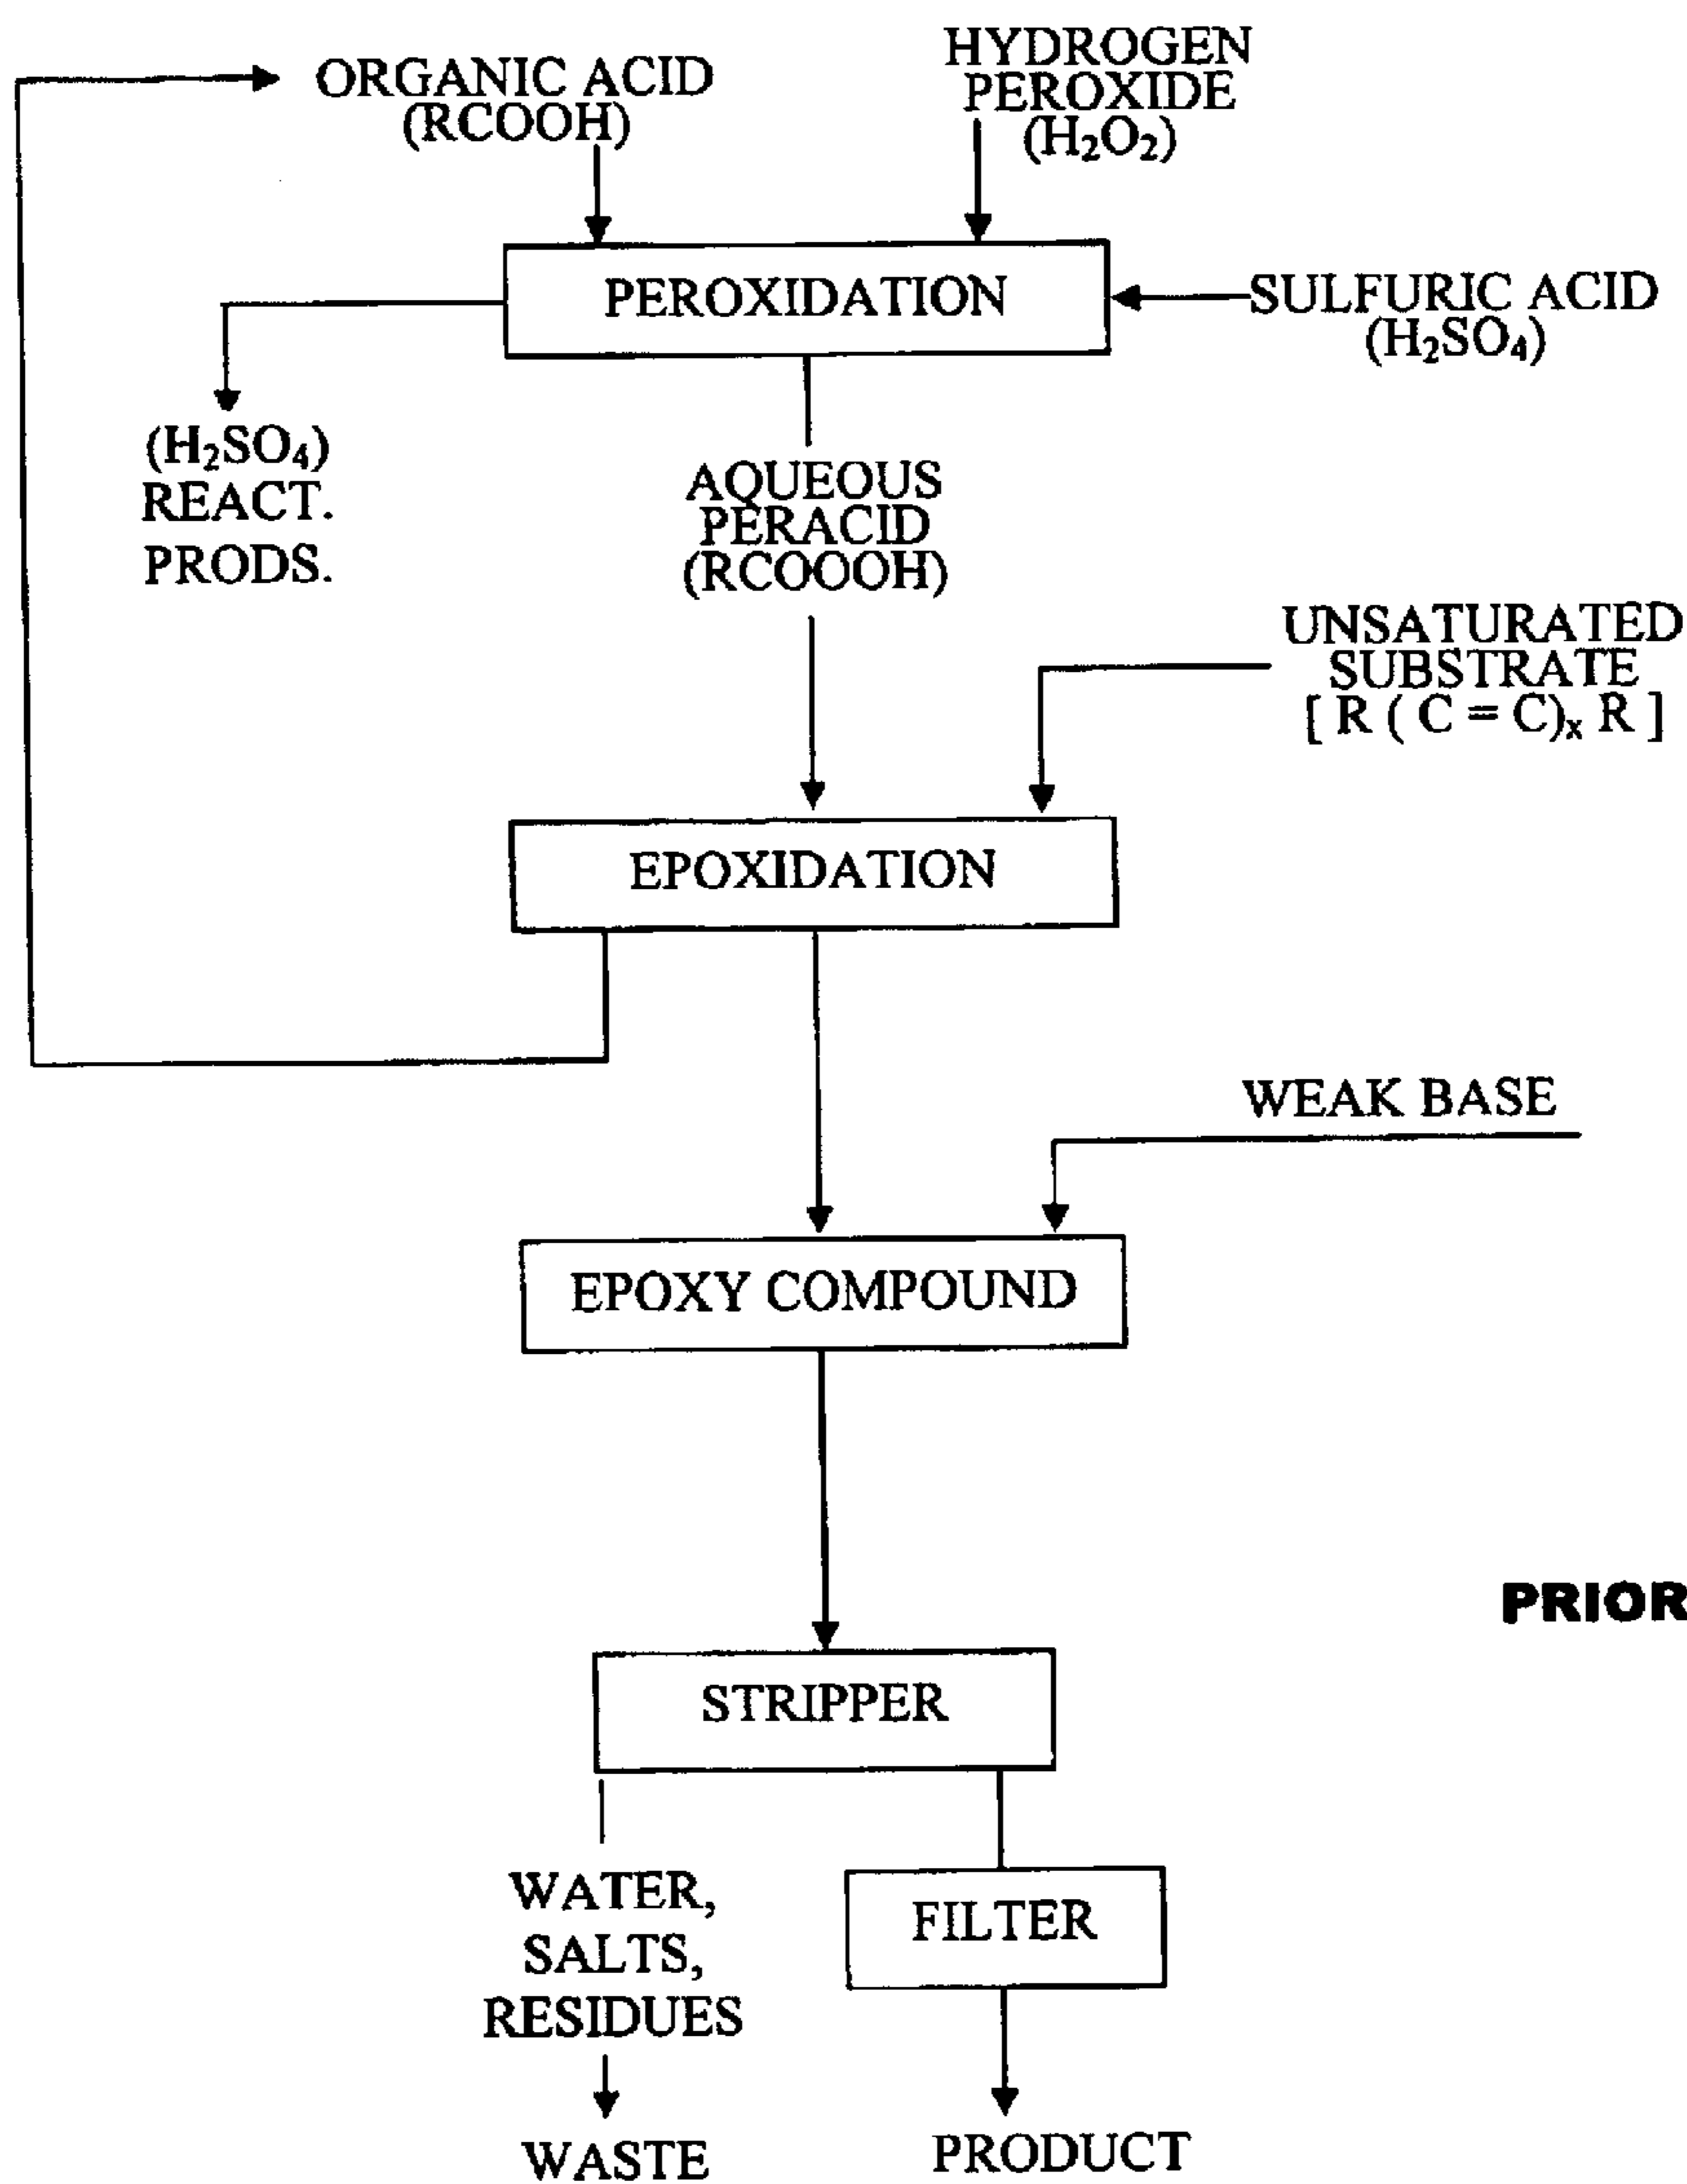 ORGANIC ACID
(RCOOH)
HYDROGEN
PEROXIDE
(H₂O₂)
PEROXIDATION
SULFURIC ACID
(H₂SO₄)
(H₂SO₄)
REACT.
PRODS.
AQUEOUS
PERACID
(RCOOOH)
UNSATURATED
SUBSTRATE
[ R ( C = C)ₓ R ]
EPOXIDATION
WEAK BASE
EPOXY COMPOUND
PRIOR
STRIPPER
WATER,
SALTS,
RESIDUES
FILTER
WASTE
PRODUCT